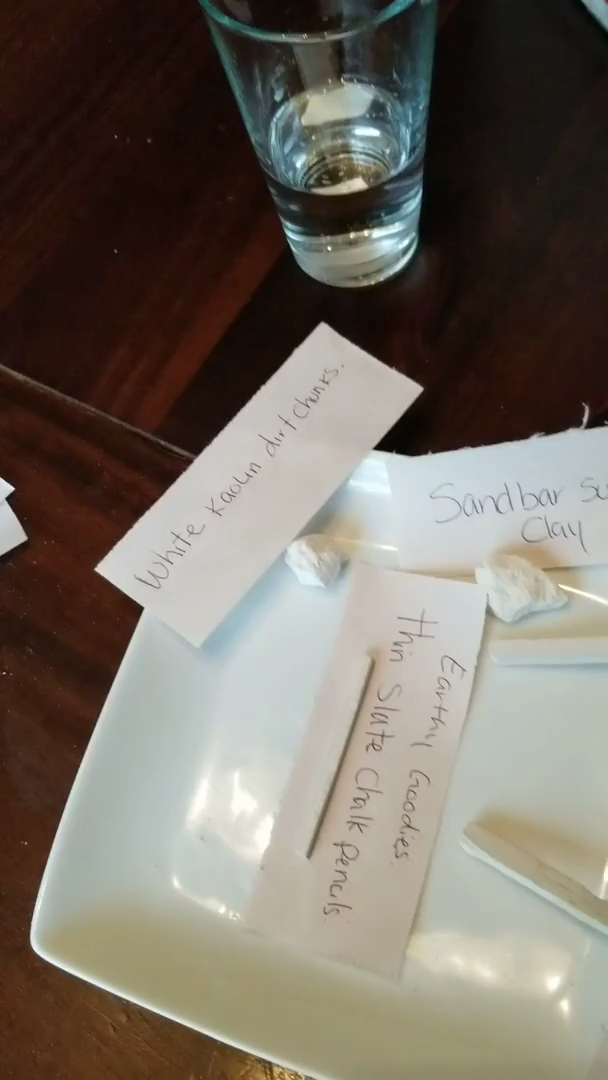 White Kaolin dirt Chunks.
Sandbar
Clay
Earthy Goodies.
thin Slate Chalk Pencils.